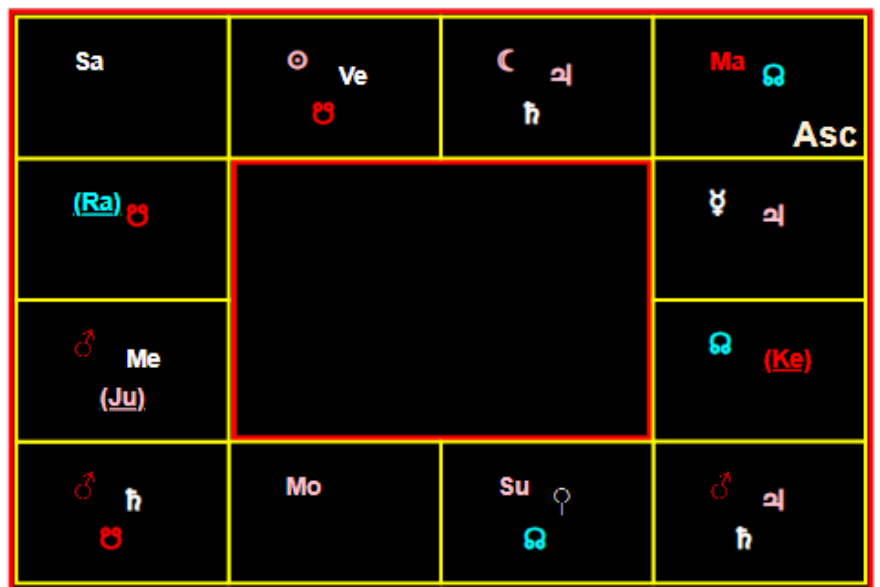 Sa
☉ Ve
☋
☾ ♃
♄
Ma ☊
Asc
(Ra) ☋
☿ ♃
♂ Me
(Ju)
☊ (Ke)
♂ ♄
☋
Mo
Su ⚲
☊
♂ ♃
♄